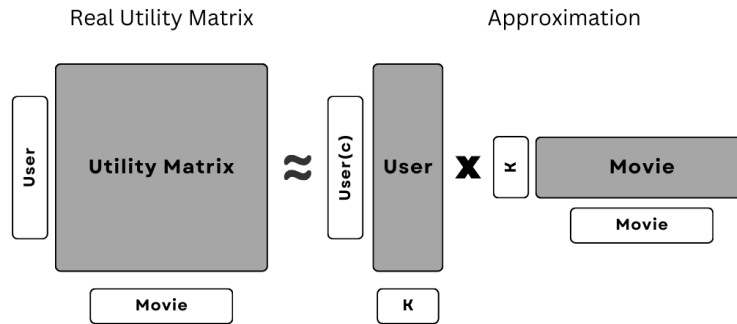 Real Utility Matrix
Approximation
User
Utility Matrix
≈
User(c)
User
x
K
Movie
Movie
Movie
K